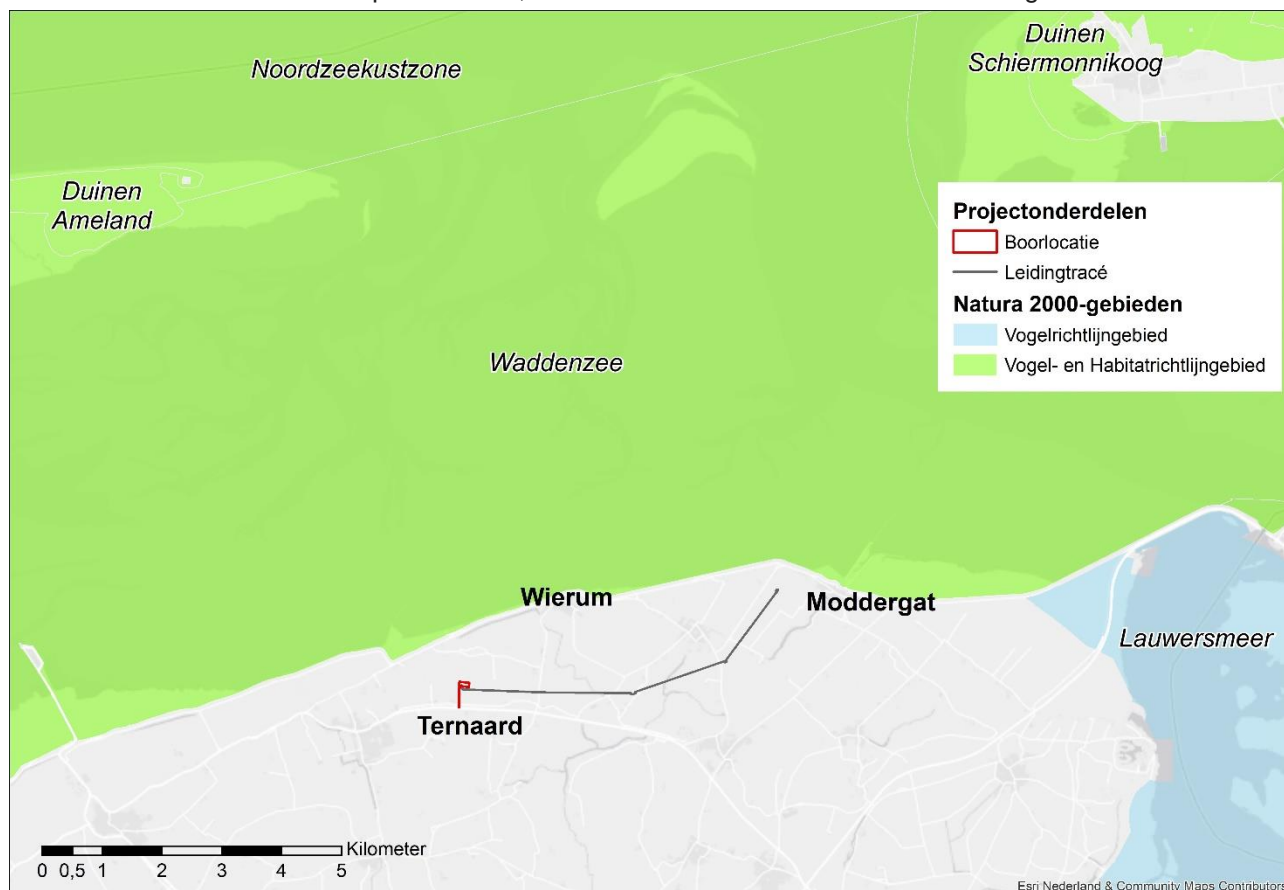 Noordzeekustzone
Duinen
Schiermonnikoog
Duinen
Ameland
Projectonderdelen
Boorlocatie
Leidingtracé
Natura 2000-gebieden
Vogelrichtlijngebied
Vogel- en Habitatrichtlijngebied
Waddenzee
Wierum
Moddergat
Lauwersmeer
Ternaard
Kilometer
0 0,5 1 2 3 4 5
Esri Nederland & Community Maps Contributors